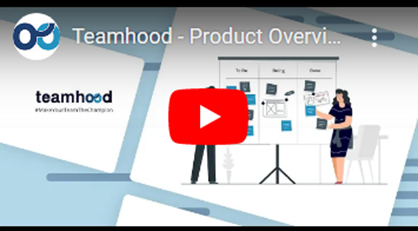 Teamhood - Product Overvi...
teamhood
#MakeYourTeamTheChampion
To Do Doing Done